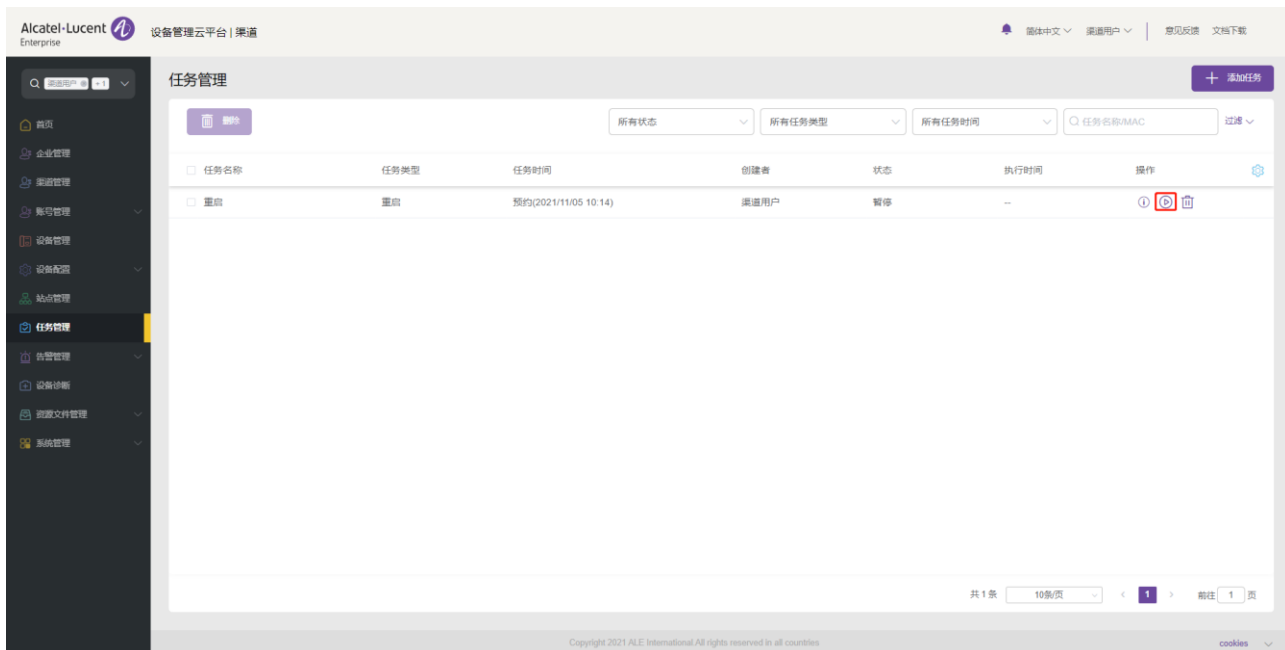 Alcatel·Lucent
Enterprise
设备管理云平台 | 渠道
简体中文
渠道用户
意见反馈
文档下载
渠道用户
+ 1
首页
企业管理
渠道管理
账号管理
设备管理
设备配置
站点管理
任务管理
告警管理
设备诊断
资源文件管理
系统管理
任务管理
添加任务
删除
所有状态
所有任务类型
所有任务时间
任务名称/MAC
过滤
任务名称 任务类型 任务时间 创建者 状态 执行时间 操作
重启 重启 预约(2021/11/05 10:14) 渠道用户 暂停 --
共 1 条 10条/页 < 1 > 前往 1 页
Copyright 2021 ALE International.All rights reserved in all countries
cookies